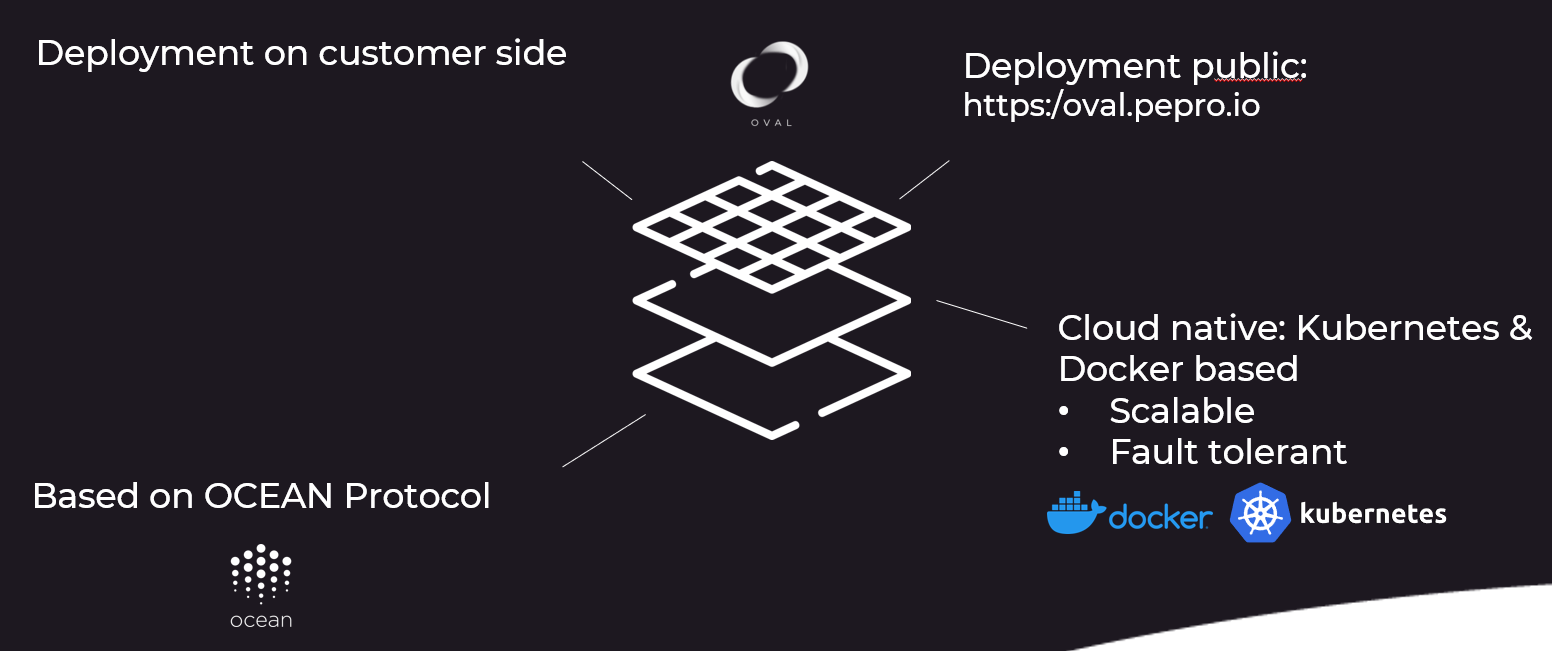 Deployment on customer side
OVAL
Deployment public:
https:/oval.pepro.io
Cloud native: Kubernetes &
Docker based
• Scalable
• Fault tolerant
docker
kubernetes
Based on OCEAN Protocol
ocean